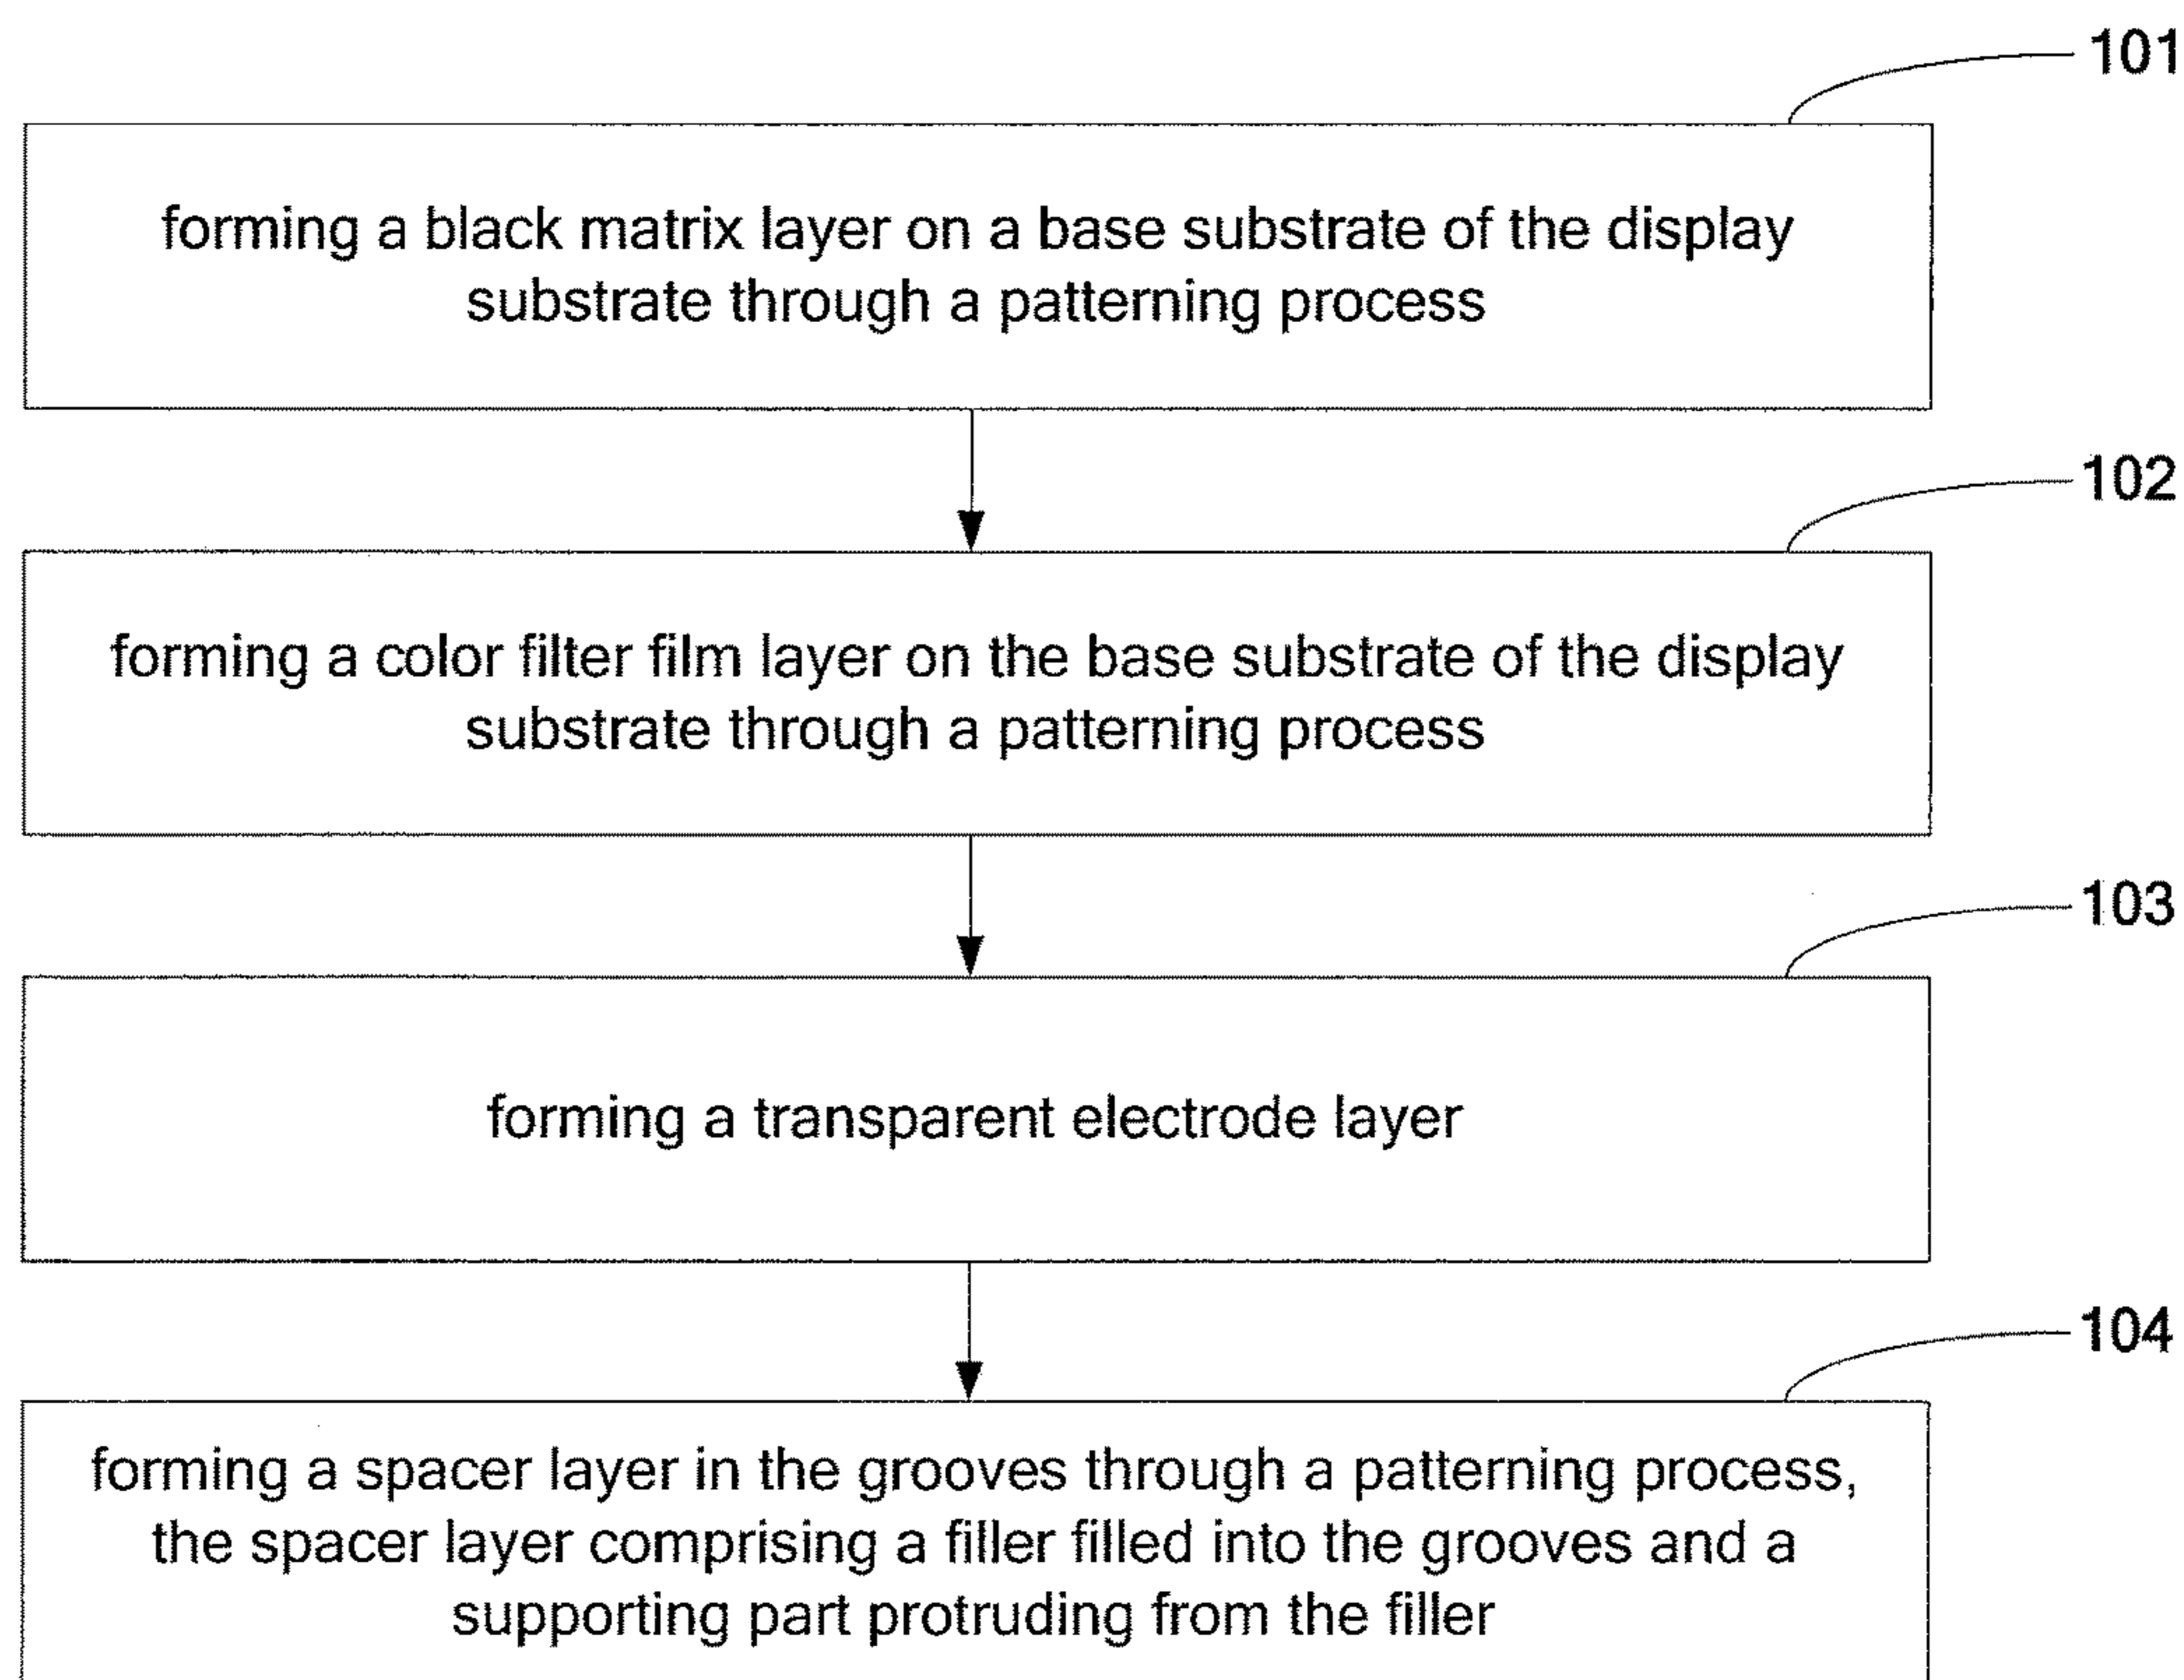 101
forming a black matrix layer on a base substrate of the display
substrate through a patterning process
102
forming a color filter film layer on the base substrate of the display
substrate through a patterning process
103
forming a transparent electrode layer
104
forming a spacer layer in the grooves through a patterning process,
the spacer layer comprising a filler filled into the grooves and a
supporting part protruding from the filler